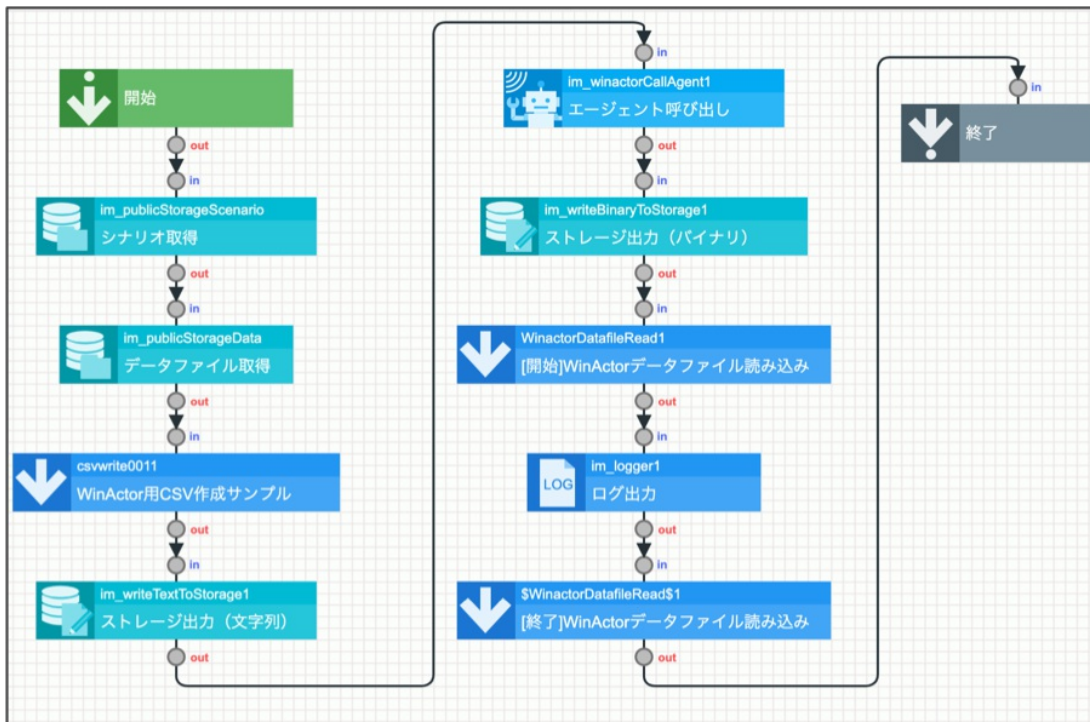 開始
out
in
im_publicStorageScenario
シナリオ取得
out
in
im_publicStorageData
データファイル取得
out
in
csvwrite0011
WinActor用CSV作成サンプル
out
in
im_writeTextToStorage1
ストレージ出力（文字列）
out
in
im_winactorCallAgent1
エージェント呼び出し
out
in
im_writeBinaryToStorage1
ストレージ出力（バイナリ）
out
in
WinactorDatafileRead1
[開始]WinActorデータファイル読み込み
out
in
LOG
im_logger1
ログ出力
out
in
$WinactorDatafileRead$1
[終了]WinActorデータファイル読み込み
out
in
終了